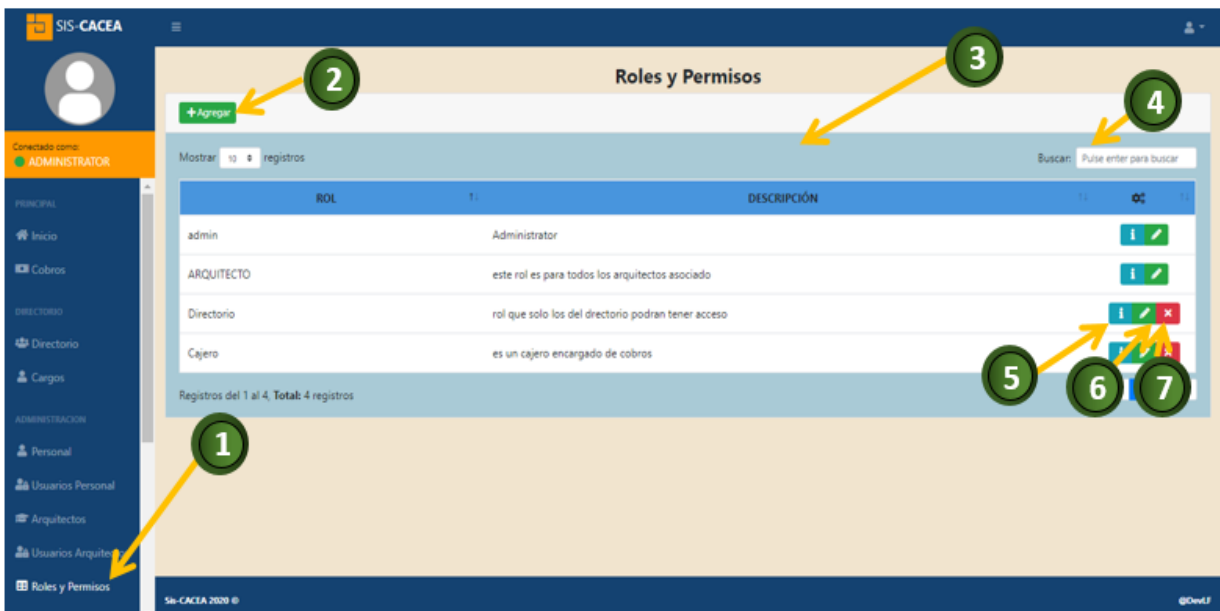 SIS-CACEA
Conectado como:
ADMINISTRATOR
PRINCIPAL
Inicio
Cobros
DIRECTORIO
Directorio
Cargos
ADMINISTRACION
Personal
Usuarios Personal
Arquitectos
Usuarios
Roles y Permisos
1
Roles y Permisos
2
3
4
+Agregar
Mostrar 10 registros
Buscar: Pulse enter para buscar
ROL DESCRIPCIÓN
admin Administrator
ARQUITECTO este rol es para todos los arquitectos asociado
Directorio rol que solo los del drectorio podran tener acceso
Cajero es un cajero encargado de cobros
5
6
7
Registros del 1 al 4, Total: 4 registros
Sis-CACEA 2020 ©
@DevLF